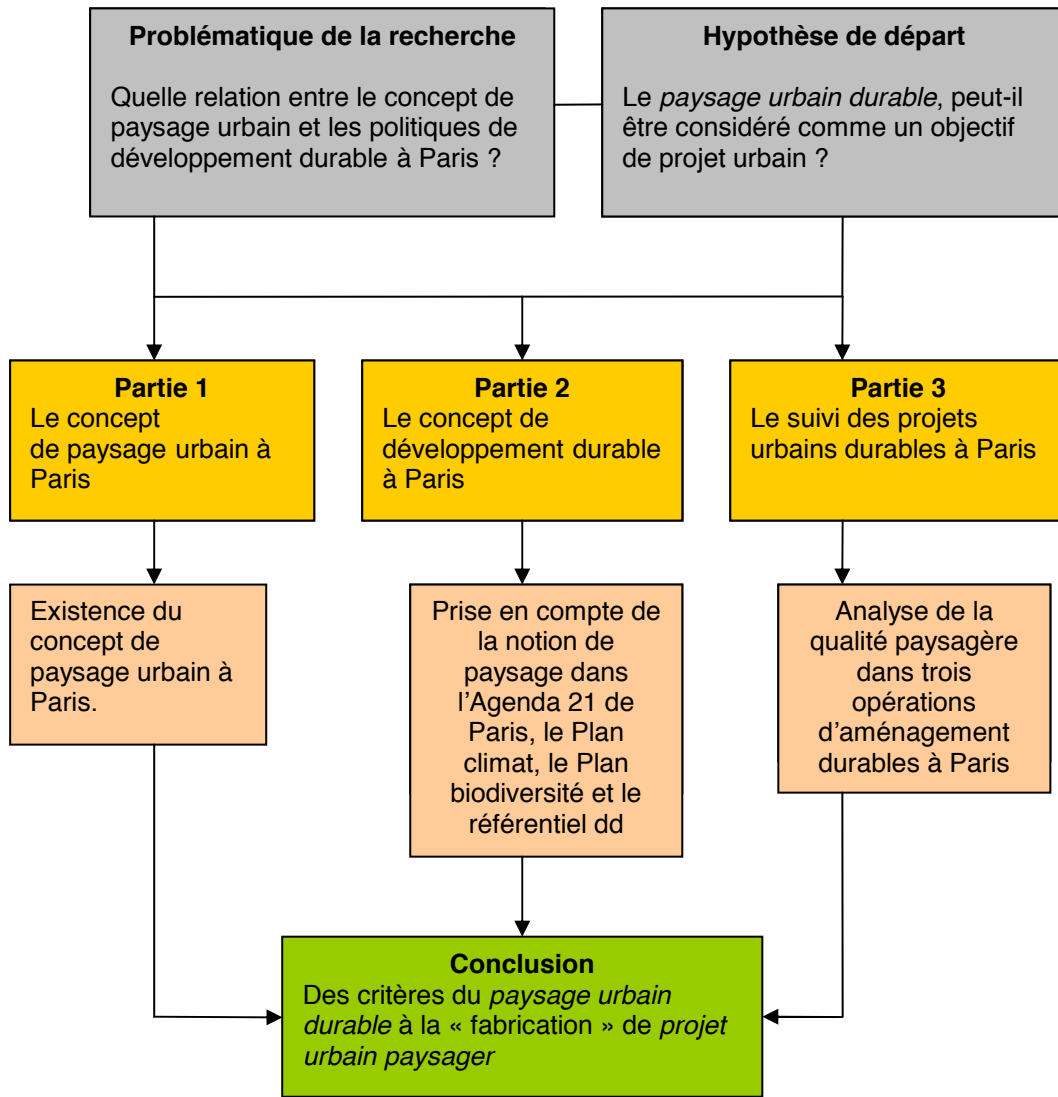 Problématique de la recherche
Quelle relation entre le concept de
paysage urbain et les politiques de
développement durable à Paris ?
Hypothèse de départ
Le paysage urbain durable, peut-il
être considéré comme un objectif
de projet urbain ?
Partie 1
Le concept
de paysage urbain à
Paris
Partie 2
Le concept de
développement durable
à Paris
Partie 3
Le suivi des projets
urbains durables à Paris
Existence du
concept de
paysage urbain à
Paris.
Prise en compte de
la notion de
paysage dans
l’Agenda 21 de
Paris, le Plan
climat, le Plan
biodiversité et le
référentiel dd
Analyse de la
qualité paysagère
dans trois
opérations
d’aménagement
durables à Paris
Conclusion
Des critères du paysage urbain
durable à la « fabrication » de projet
urbain paysager